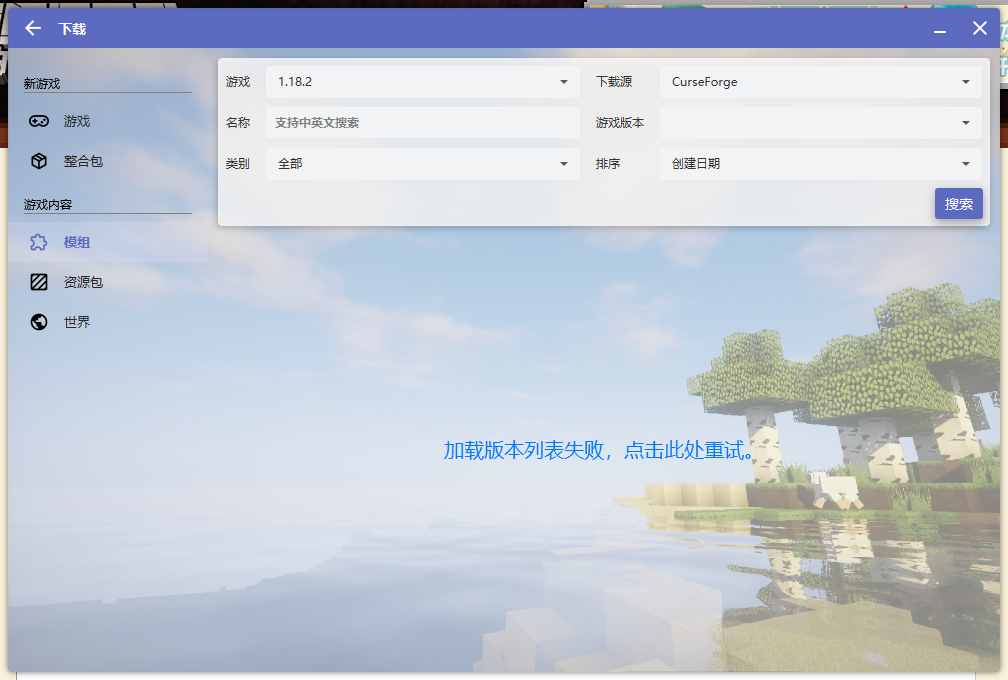 下载
新游戏
游戏
整合包
游戏内容
模组
资源包
世界
游戏 1.18.2 下载源 CurseForge
名称 支持中英文搜索 游戏版本
类别 全部 排序 创建日期
搜索
加载版本列表失败，点击此处重试。